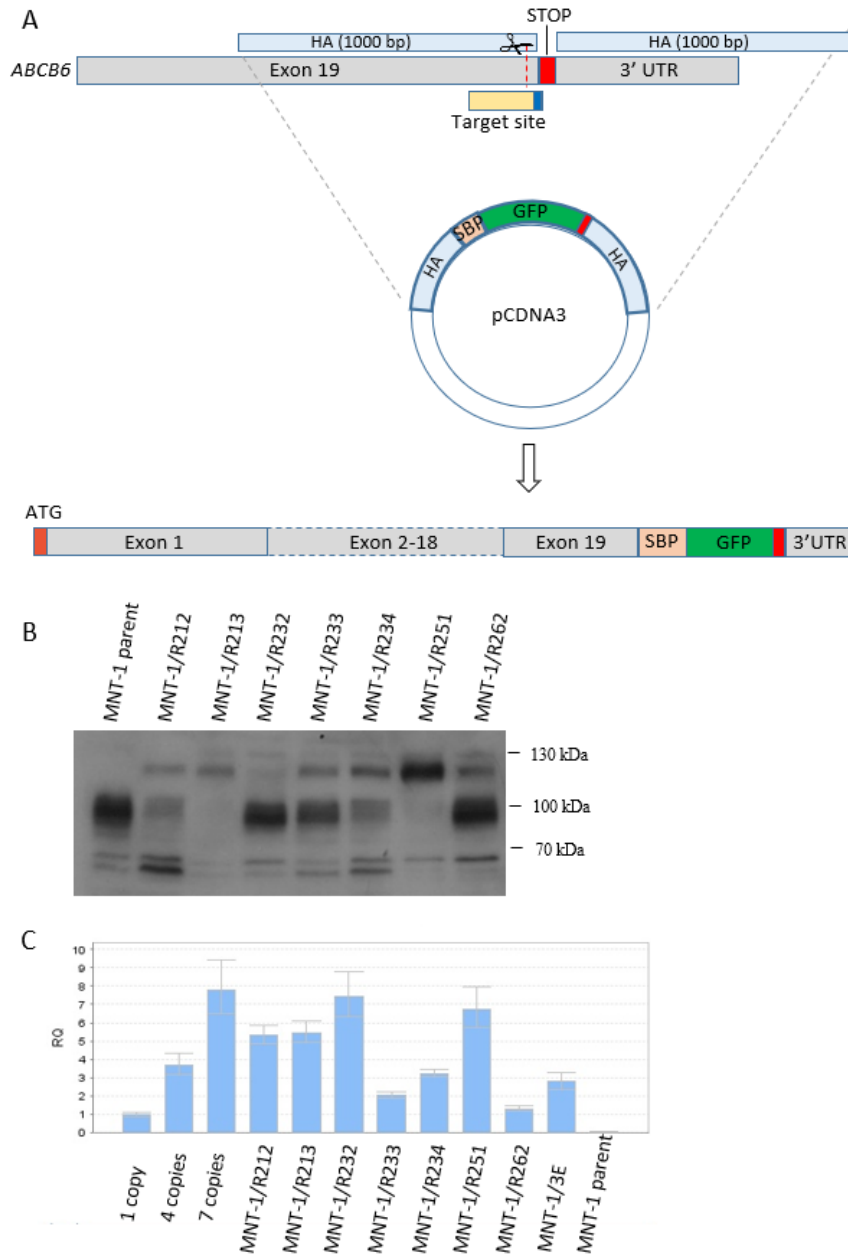 A
STOP
HA (1000 bp)
HA (1000 bp)
ABCB6
Exon 19
3' UTR
Target site
SBP
GFP
HA
HA
pCDNA3
ATG
Exon 1
Exon 2-18
Exon 19
SBP
GFP
3'UTR
B
MNT-1 parent
MNT-1/R212
MNT-1/R213
MNT-1/R232
MNT-1/R233
MNT-1/R234
MNT-1/R251
MNT-1/R262
130 kDa
100 kDa
70 kDa
C
10
9
8
7
6
5
4
3
2
1
0
RQ
1 copy
4 copies
7 copies
MNT-1/R212
MNT-1/R213
MNT-1/R232
MNT-1/R233
MNT-1/R234
MNT-1/R251
MNT-1/R262
MNT-1/3E
MNT-1 parent